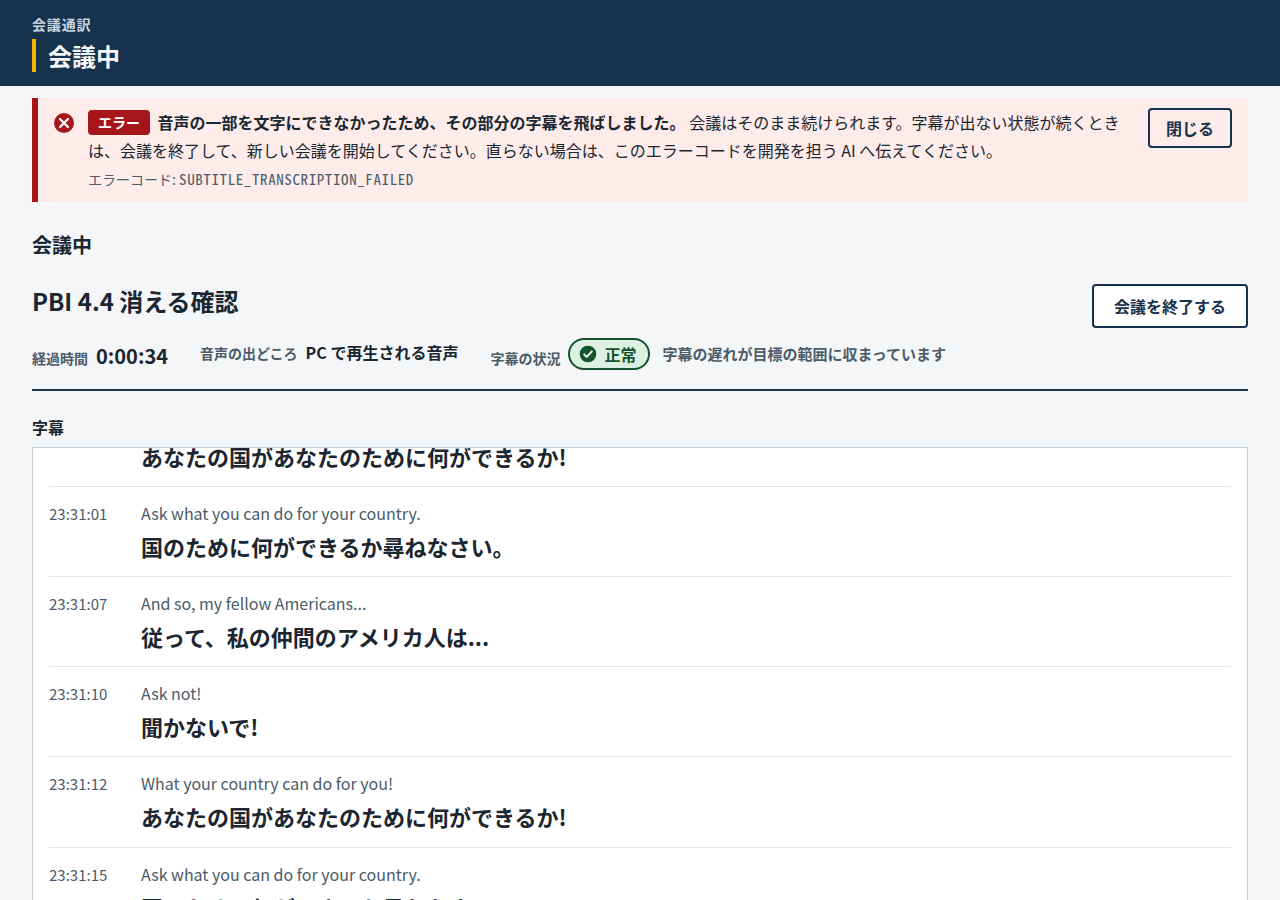 会議通訳
会議中
エラー 音声の一部を文字にできなかったため、その部分の字幕を飛ばしました。 会議はそのまま続けられます。字幕が出ない状態が続くとき
は、会議を終了して、新しい会議を開始してください。直らない場合は、このエラーコードを開発を担う AI へ伝えてください。
エラーコード: SUBTITLE_TRANSCRIPTION_FAILED
閉じる
会議中
PBI 4.4 消える確認
会議を終了する
経過時間 0:00:34 音声の出どころ PC で再生される音声 字幕の状況 正常 字幕の遅れが目標の範囲に収まっています
字幕
あなたの国があなたのために何ができるか!
23:31:01 Ask what you can do for your country.
国のために何ができるか尋ねなさい。
23:31:07 And so, my fellow Americans...
従って、私の仲間のアメリカ人は...
23:31:10 Ask not!
聞かないで!
23:31:12 What your country can do for you!
あなたの国があなたのために何ができるか!
23:31:15 Ask what you can do for your country.